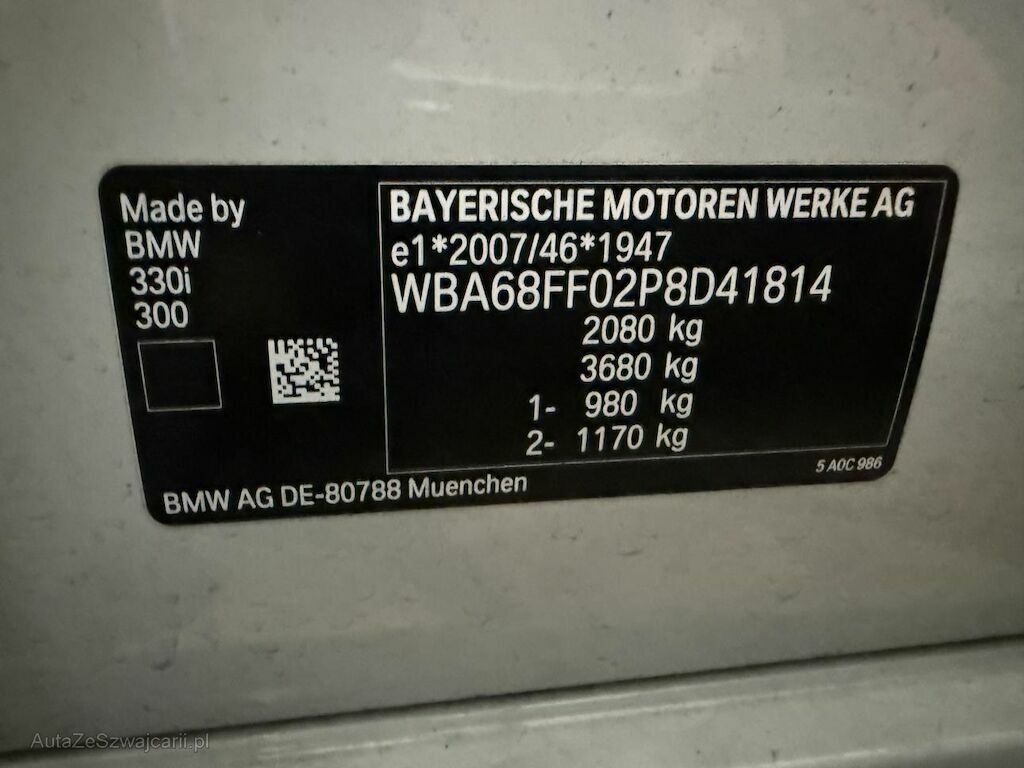 Made by
BMW
330i
300
BAYERISCHE MOTOREN WERKE AG
e1*2007/46*1947
WBA68FF02P8D41814
2080 kg
3680 kg
1- 980 kg
2- 1170 kg
5 A0C 986
BMW AG DE-80788 Muenchen
AutaZeSzwajcarii.pl